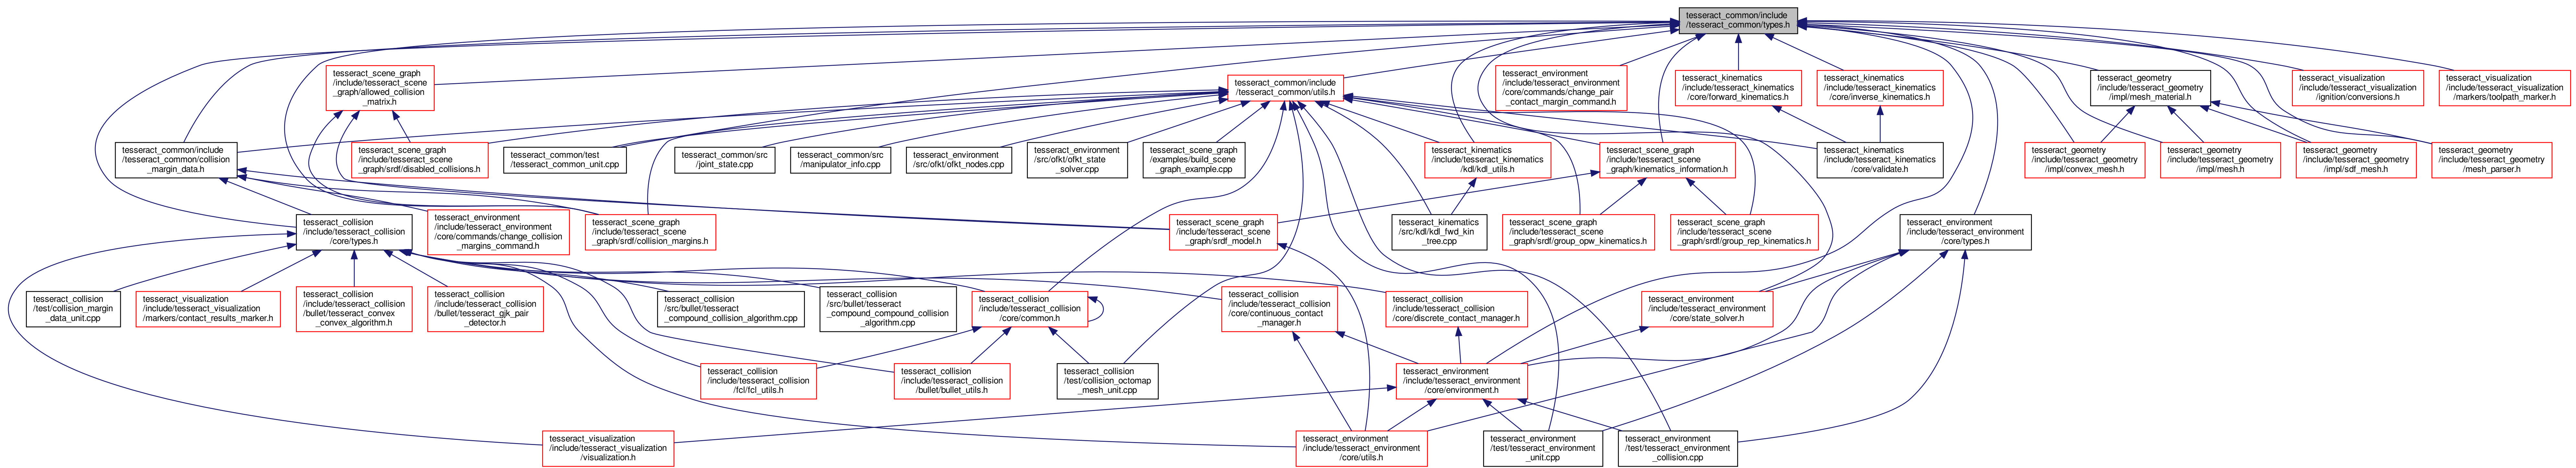 tesseract_common/include
/tesseract_common/types.h
tesseract_scene_graph
/include/tesseract_scene
_graph/allowed_collision
_matrix.h
tesseract_common/include
/tesseract_common/utils.h
tesseract_environment
/include/tesseract_environment
/core/commands/change_pair
_contact_margin_command.h
tesseract_kinematics
/include/tesseract_kinematics
/core/forward_kinematics.h
tesseract_kinematics
/include/tesseract_kinematics
/core/inverse_kinematics.h
tesseract_geometry
/include/tesseract_geometry
/impl/mesh_material.h
tesseract_visualization
/include/tesseract_visualization
/ignition/conversions.h
tesseract_visualization
/include/tesseract_visualization
/markers/toolpath_marker.h
tesseract_common/include
/tesseract_common/collision
_margin_data.h
tesseract_scene_graph
/include/tesseract_scene
_graph/srdf/disabled_collisions.h
tesseract_common/test
/tesseract_common_unit.cpp
tesseract_common/src
/joint_state.cpp
tesseract_common/src
/manipulator_info.cpp
tesseract_environment
/src/ofkt/ofkt_nodes.cpp
tesseract_environment
/src/ofkt/ofkt_state
_solver.cpp
tesseract_scene_graph
/examples/build_scene
_graph_example.cpp
tesseract_kinematics
/include/tesseract_kinematics
/kdl/kdl_utils.h
tesseract_scene_graph
/include/tesseract_scene
_graph/kinematics_information.h
tesseract_kinematics
/include/tesseract_kinematics
/core/validate.h
tesseract_geometry
/include/tesseract_geometry
/impl/convex_mesh.h
tesseract_geometry
/include/tesseract_geometry
/impl/mesh.h
tesseract_geometry
/include/tesseract_geometry
/impl/sdf_mesh.h
tesseract_geometry
/include/tesseract_geometry
/mesh_parser.h
tesseract_collision
/include/tesseract_collision
/core/types.h
tesseract_environment
/include/tesseract_environment
/core/commands/change_collision
_margins_command.h
tesseract_scene_graph
/include/tesseract_scene
_graph/srdf/collision_margins.h
tesseract_scene_graph
/include/tesseract_scene
_graph/srdf_model.h
tesseract_kinematics
/src/kdl/kdl_fwd_kin
_tree.cpp
tesseract_scene_graph
/include/tesseract_scene
_graph/srdf/group_opw_kinematics.h
tesseract_scene_graph
/include/tesseract_scene
_graph/srdf/group_rep_kinematics.h
tesseract_environment
/include/tesseract_environment
/core/types.h
tesseract_collision
/test/collision_margin
_data_unit.cpp
tesseract_visualization
/include/tesseract_visualization
/markers/contact_results_marker.h
tesseract_collision
/include/tesseract_collision
/bullet/tesseract_convex
_convex_algorithm.h
tesseract_collision
/include/tesseract_collision
/bullet/tesseract_gjk_pair
_detector.h
tesseract_collision
/src/bullet/tesseract
_compound_collision_algorithm.cpp
tesseract_collision
/src/bullet/tesseract
_compound_compound_collision
_algorithm.cpp
tesseract_collision
/include/tesseract_collision
/core/common.h
tesseract_collision
/include/tesseract_collision
/core/continuous_contact
_manager.h
tesseract_collision
/include/tesseract_collision
/core/discrete_contact_manager.h
tesseract_environment
/include/tesseract_environment
/core/state_solver.h
tesseract_collision
/include/tesseract_collision
/fcl/fcl_utils.h
tesseract_collision
/include/tesseract_collision
/bullet/bullet_utils.h
tesseract_collision
/test/collision_octomap
_mesh_unit.cpp
tesseract_environment
/include/tesseract_environment
/core/environment.h
tesseract_visualization
/include/tesseract_visualization
/visualization.h
tesseract_environment
/include/tesseract_environment
/core/utils.h
tesseract_environment
/test/tesseract_environment
_unit.cpp
tesseract_environment
/test/tesseract_environment
_collision.cpp